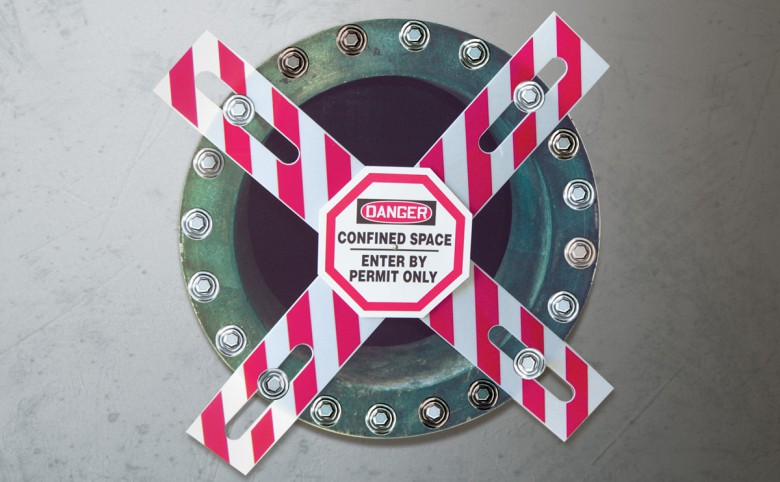 DANGER
CONFINED SPACE
ENTER BY
PERMIT ONLY